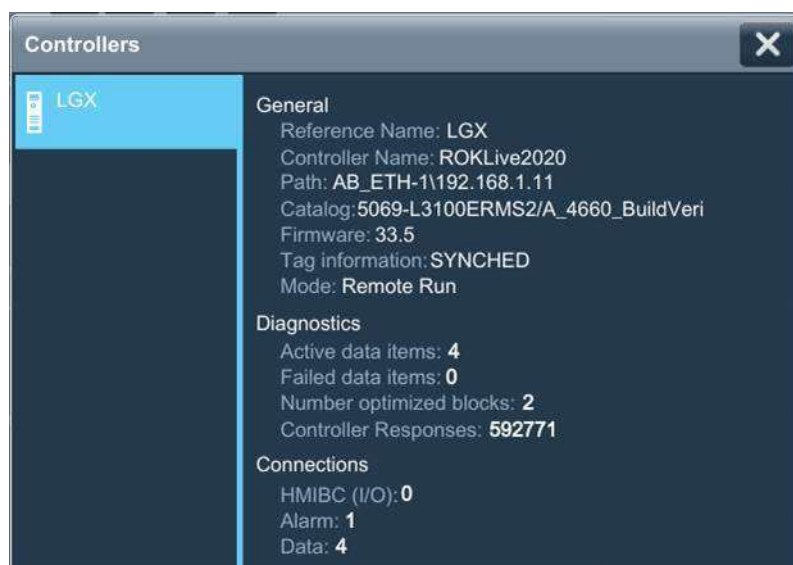 Controllers
LGX
General
Reference Name: LGX
Controller Name: ROKLive2020
Path: AB_ETH-1\192.168.1.11
Catalog:5069-L3100ERMS2/A_4660_BuildVeri
Firmware: 33.5
Tag information:SYNCHED
Mode: Remote Run
Diagnostics
Active data items: 4
Failed data items: 0
Number optimized blocks: 2
Controller Responses: 592771
Connections
HMIBC (I/O):0
Alarm: 1
Data: 4